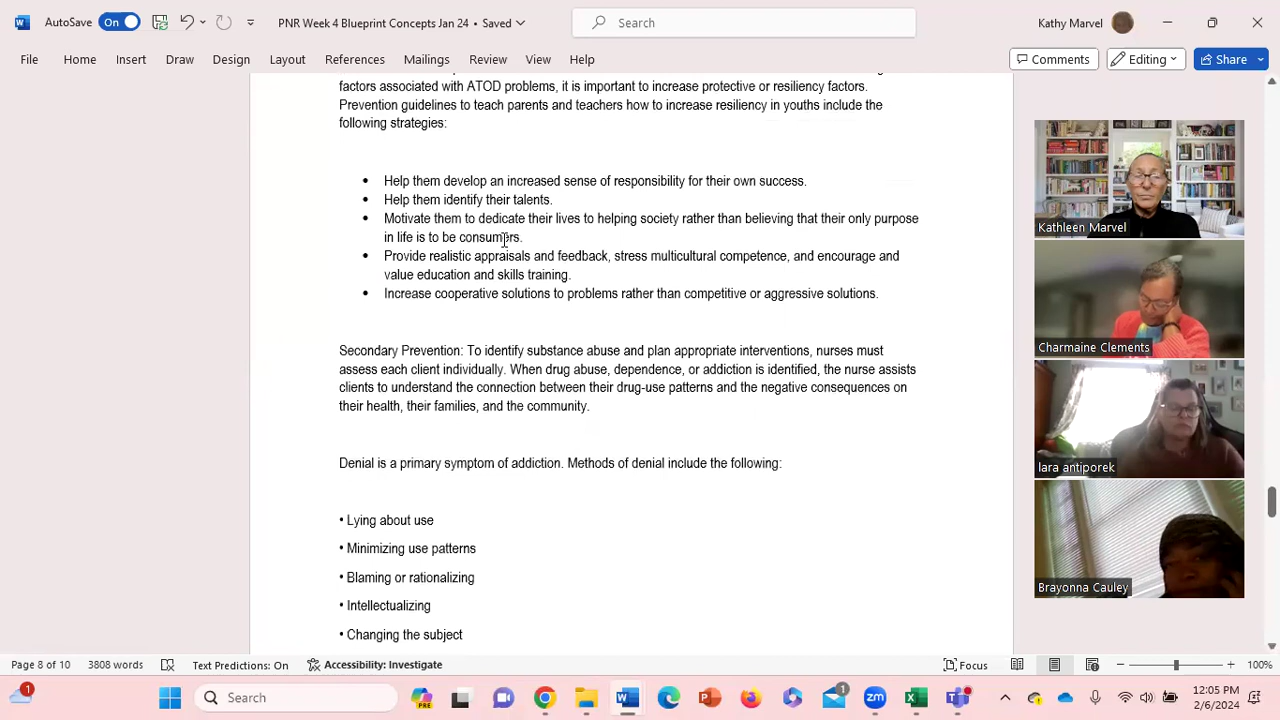 AutoSave On PNR Week 4 Blueprint Concepts Jan 24 • Saved Search Kathy Marvel
File Home Insert Draw Design Layout References Mailings Review View Help Comments Editing Share
factors associated with ATOD problems, it is important to increase protective or resiliency factors.
Prevention guidelines to teach parents and teachers how to increase resiliency in youths include the
following strategies:
• Help them develop an increased sense of responsibility for their own success.
• Help them identify their talents.
• Motivate them to dedicate their lives to helping society rather than believing that their only purpose
in life is to be consumers.
• Provide realistic appraisals and feedback, stress multicultural competence, and encourage and
value education and skills training.
• Increase cooperative solutions to problems rather than competitive or aggressive solutions.
Secondary Prevention: To identify substance abuse and plan appropriate interventions, nurses must
assess each client individually. When drug abuse, dependence, or addiction is identified, the nurse assists
clients to understand the connection between their drug-use patterns and the negative consequences on
their health, their families, and the community.
Denial is a primary symptom of addiction. Methods of denial include the following:
• Lying about use
• Minimizing use patterns
• Blaming or rationalizing
• Intellectualizing
• Changing the subject
Kathleen Marvel
Charmaine Clements
lara antiporek
Brayonna Cauley
Page 8 of 10 3808 words Text Predictions: On Accessibility: Investigate Focus 100%
1 Search PRE 1 zm 12:05 PM
2/6/2024